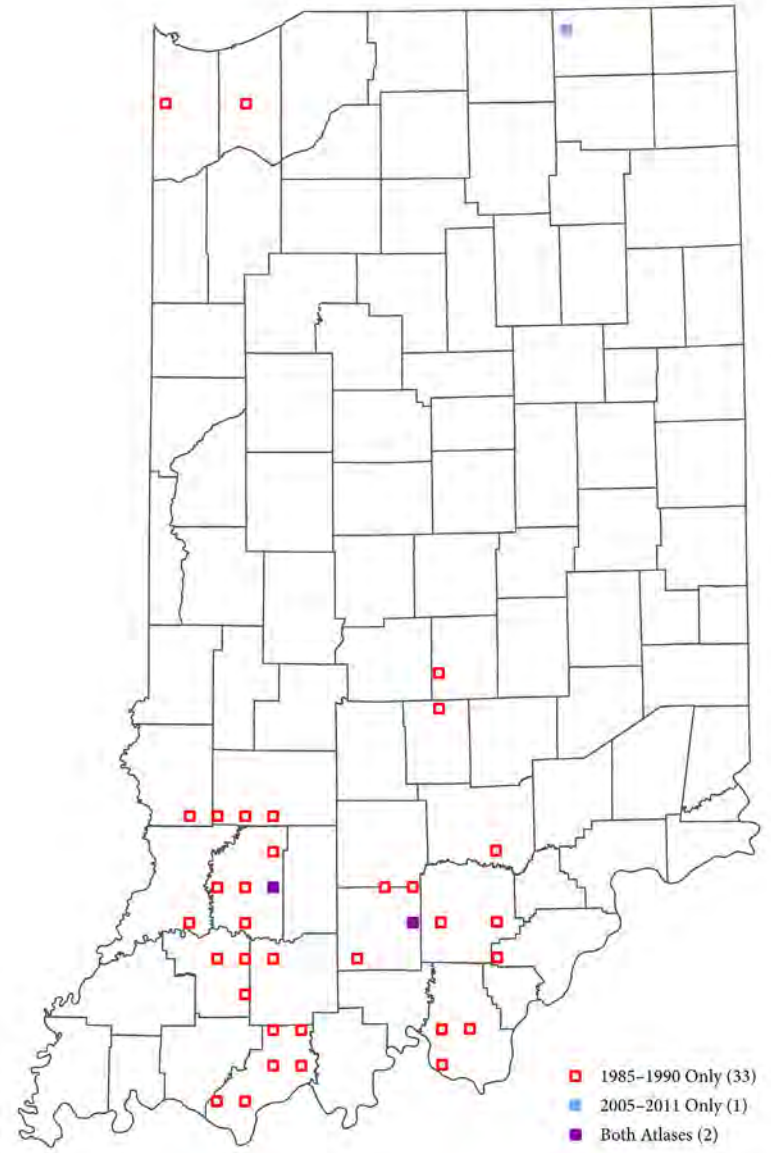 1985–1990 Only (33)
2005–2011 Only (1)
Both Atlases (2)